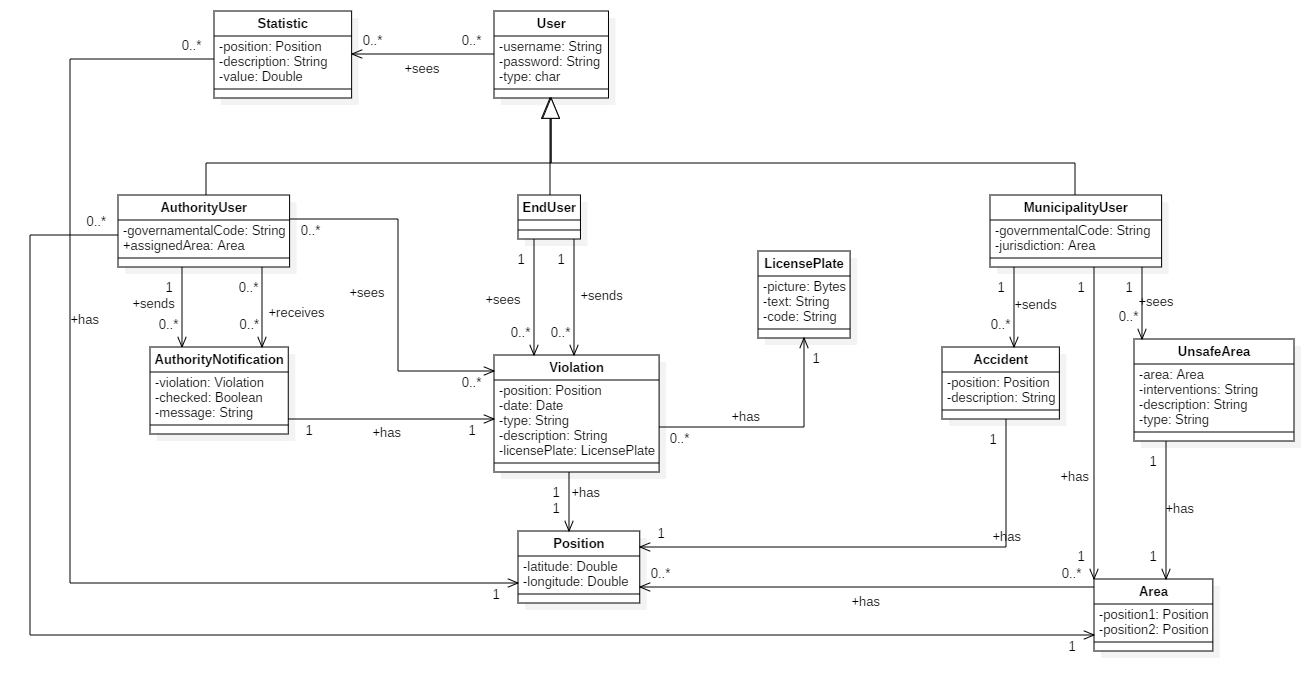 Statistic
-position: Position
-description: String
-value: Double
User
-username: String
-password: String
-type: char
0..*
0..*
0..*
+sees
AuthorityUser
-governamentalCode: String
+assignedArea: Area
EndUser
MunicipalityUser
-governmentalCode: String
-jurisdiction: Area
0..*
0..*
LicensePlate
-picture: Bytes
-text: String
-code: String
1
0..*
+sends
+receives
0..*
0..*
+has
+sees
0..*
1
1
+sees
+sends
0..*
0..*
1
1
1
+sends
+sees
0..*
0..*
AuthorityNotification
-violation: Violation
-checked: Boolean
-message: String
Violation
-position: Position
-date: Date
-type: String
-description: String
-licensePlate: LicensePlate
1
Accident
-position: Position
-description: String
UnsafeArea
-area: Area
-interventions: String
-description: String
-type: String
1
+has
1
0..*
+has
1
1
+has
+has
1
1
+has
+has
1
1
1
Position
-latitude: Double
-longitude: Double
1
0..*
0..*
+has
1
Area
-position1: Position
-position2: Position
1